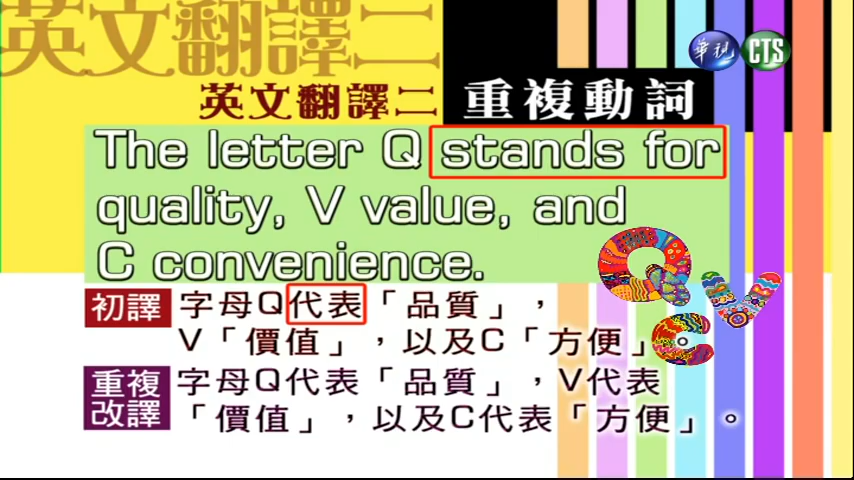 英文翻譯二
華視 CTS
英文翻譯二 重複動詞
The letter Q stands for
quality, V value, and
C convenience.
Q V
C
初譯 字母Q代表「品質」，
V「價值」，以及C「方便」。
重複改譯 字母Q代表「品質」，V代表
「價值」，以及C代表「方便」。